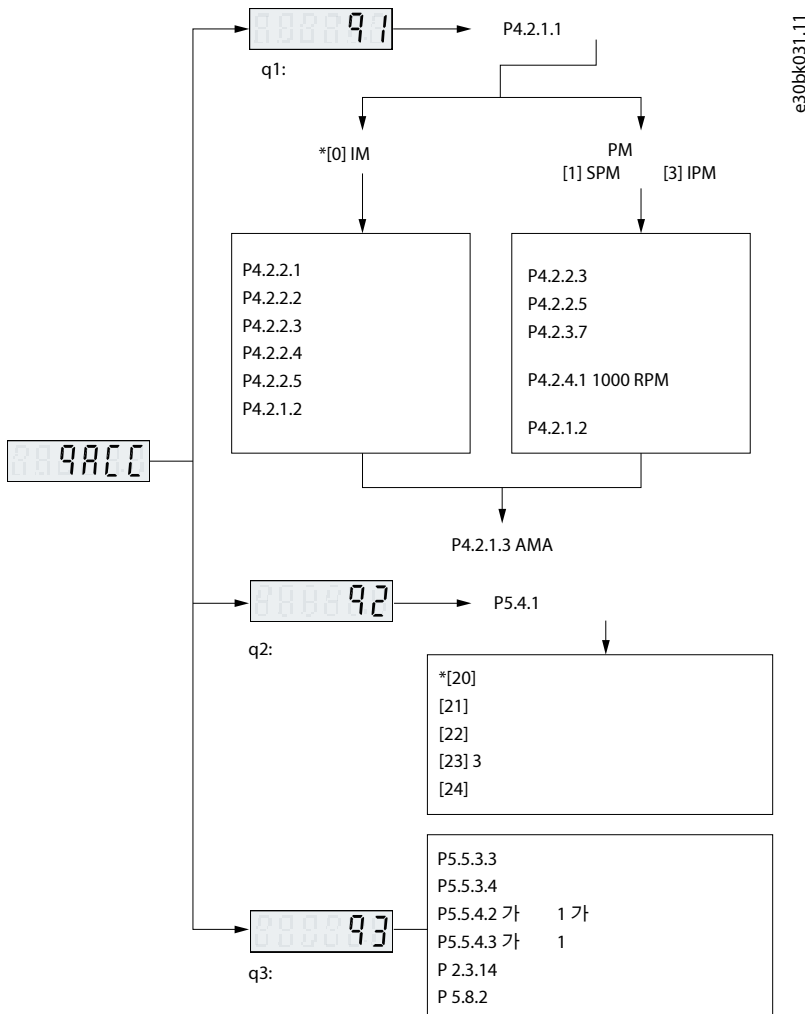 e30bk031.11
q1
P4.2.1.1
q1:
*[0] IM
PM
[1] SPM [3] IPM
P4.2.2.1
P4.2.2.2
P4.2.2.3
P4.2.2.4
P4.2.2.5
P4.2.1.2
P4.2.2.3
P4.2.2.5
P4.2.3.7
P4.2.4.1 1000 RPM
P4.2.1.2
qACC
P4.2.1.3 AMA
q2
P5.4.1
q2:
*[20]
[21]
[22]
[23] 3
[24]
P5.5.3.3
P5.5.3.4
P5.5.4.2 가 1 가
P5.5.4.3 가 1
P 2.3.14
P 5.8.2
q3
q3: